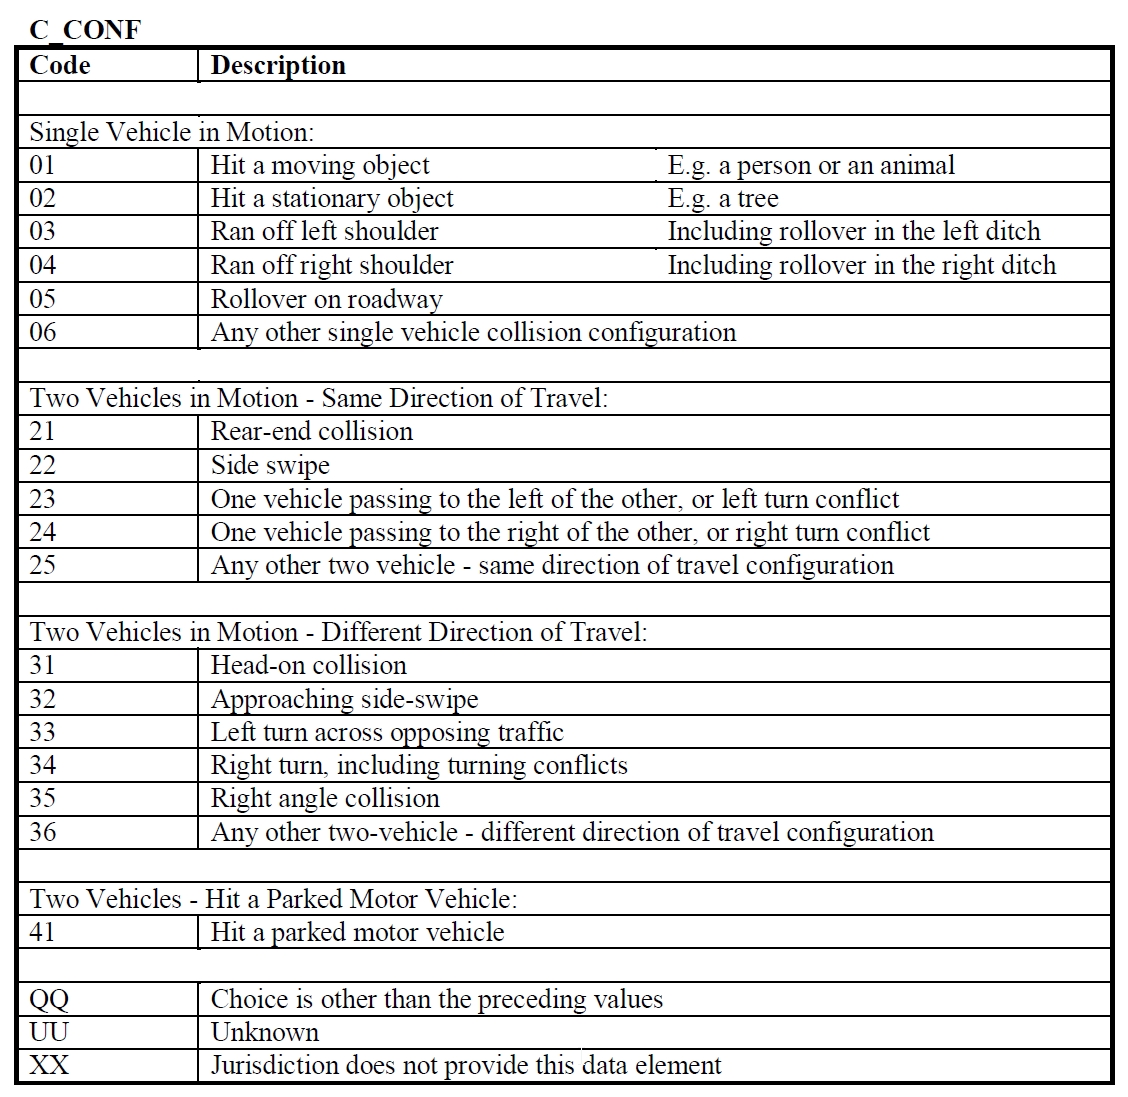 C_CONF
Code Description
Single Vehicle in Motion:
01 Hit a moving object E.g. a person or an animal
02 Hit a stationary object E.g. a tree
03 Ran off left shoulder Including rollover in the left ditch
04 Ran off right shoulder Including rollover in the right ditch
05 Rollover on roadway
06 Any other single vehicle collision configuration
Two Vehicles in Motion - Same Direction of Travel:
21 Rear-end collision
22 Side swipe
23 One vehicle passing to the left of the other, or left turn conflict
24 One vehicle passing to the right of the other, or right turn conflict
25 Any other two vehicle - same direction of travel configuration
Two Vehicles in Motion - Different Direction of Travel:
31 Head-on collision
32 Approaching side-swipe
33 Left turn across opposing traffic
34 Right turn, including turning conflicts
35 Right angle collision
36 Any other two-vehicle - different direction of travel configuration
Two Vehicles - Hit a Parked Motor Vehicle:
41 Hit a parked motor vehicle
QQ Choice is other than the preceding values
UU Unknown
XX Jurisdiction does not provide this data element